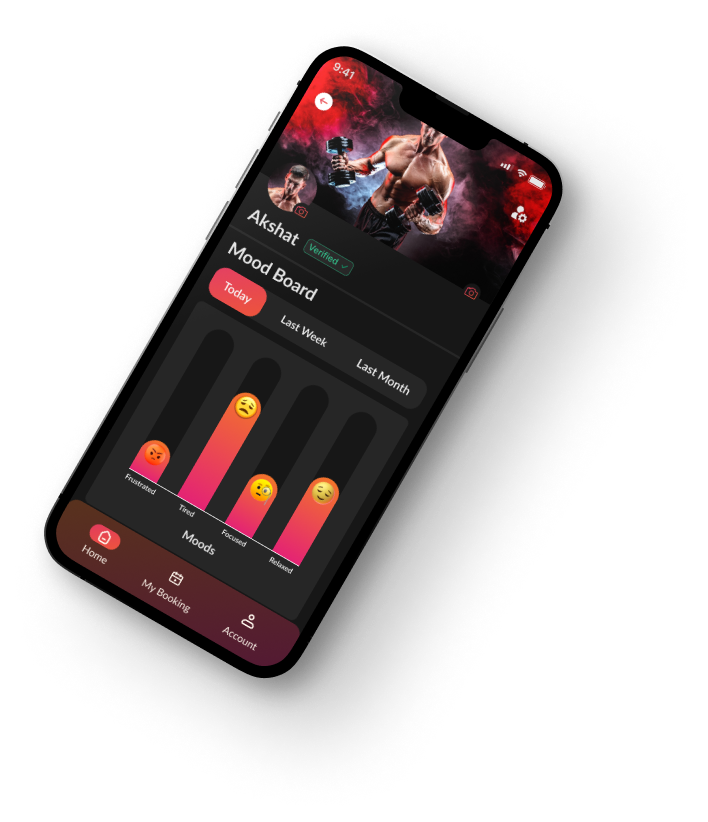 9:41
Akshat
Verified
Mood Board
Today
Last Week
Last Month
Frustrated
Tired
Focused
Relaxed
Moods
Home
My Booking
Account